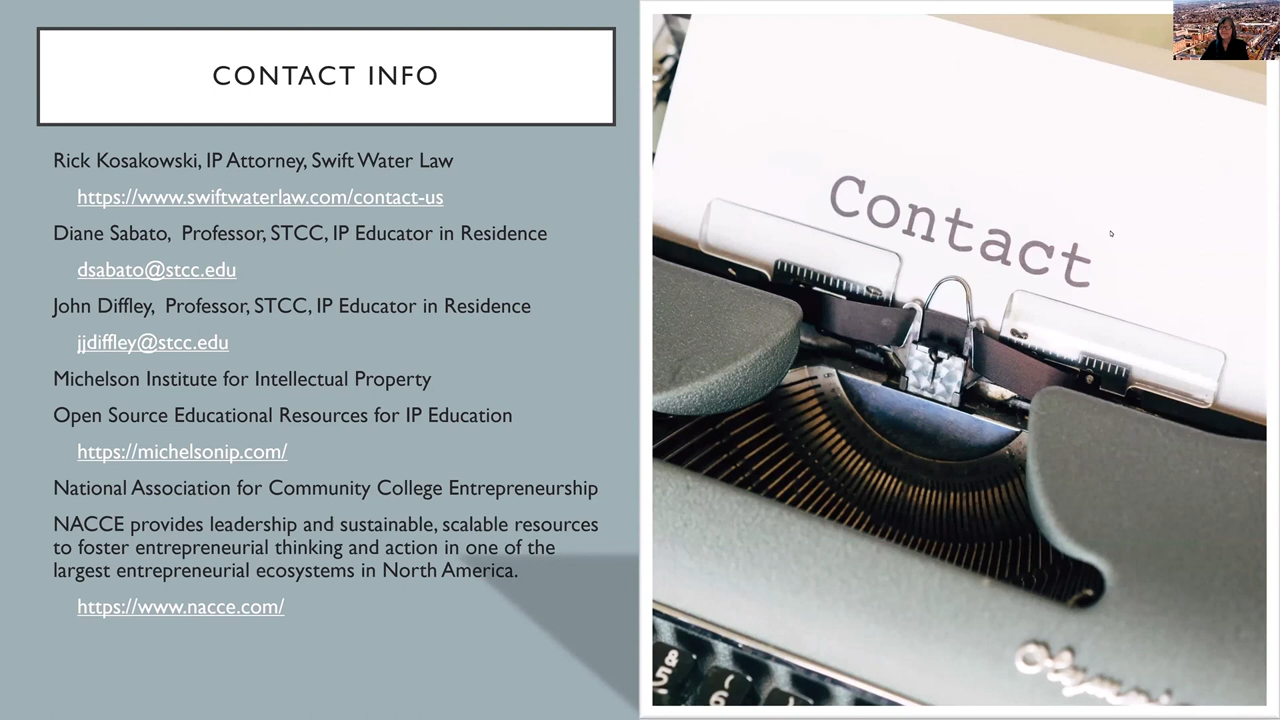 CONTACT INFO
Rick Kosakowski, IP Attorney, Swift Water Law
https://www.swiftwaterlaw.com/contact-us
Diane Sabato, Professor, STCC, IP Educator in Residence
dsabato@stcc.edu
John Diffley, Professor, STCC, IP Educator in Residence
jjdiffley@stcc.edu
Michelson Institute for Intellectual Property
Open Source Educational Resources for IP Education
https://michelsonip.com/
National Association for Community College Entrepreneurship
NACCE provides leadership and sustainable, scalable resources
to foster entrepreneurial thinking and action in one of the
largest entrepreneurial ecosystems in North America.
https://www.nacce.com/
Contact